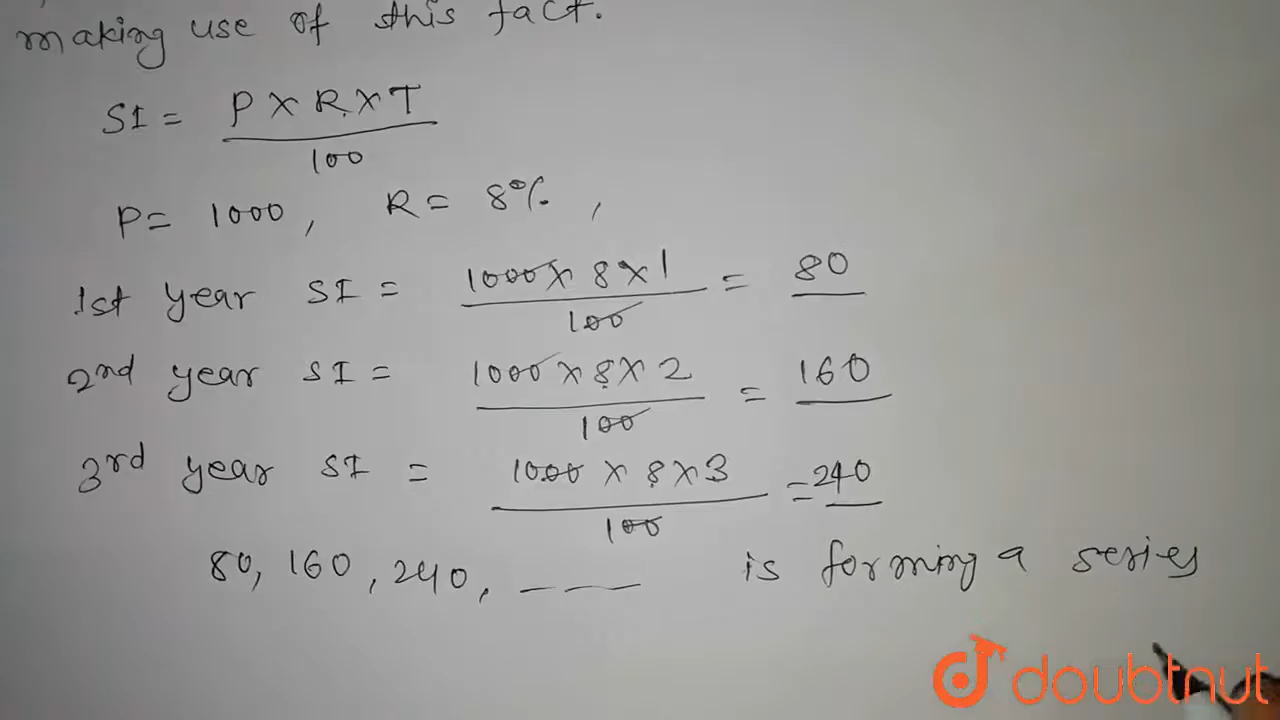 making use of this fact.
SI = P X R X T / 100
P = 1000, R = 8%,
1st year SI = 1000 X 8 X 1 / 100 = 80
2nd year SI = 1000 X 8 X 2 / 100 = 160
3rd year SI = 1000 X 8 X 3 / 100 = 240
80, 160, 240, _ _ _ is forming a series
doubtnut